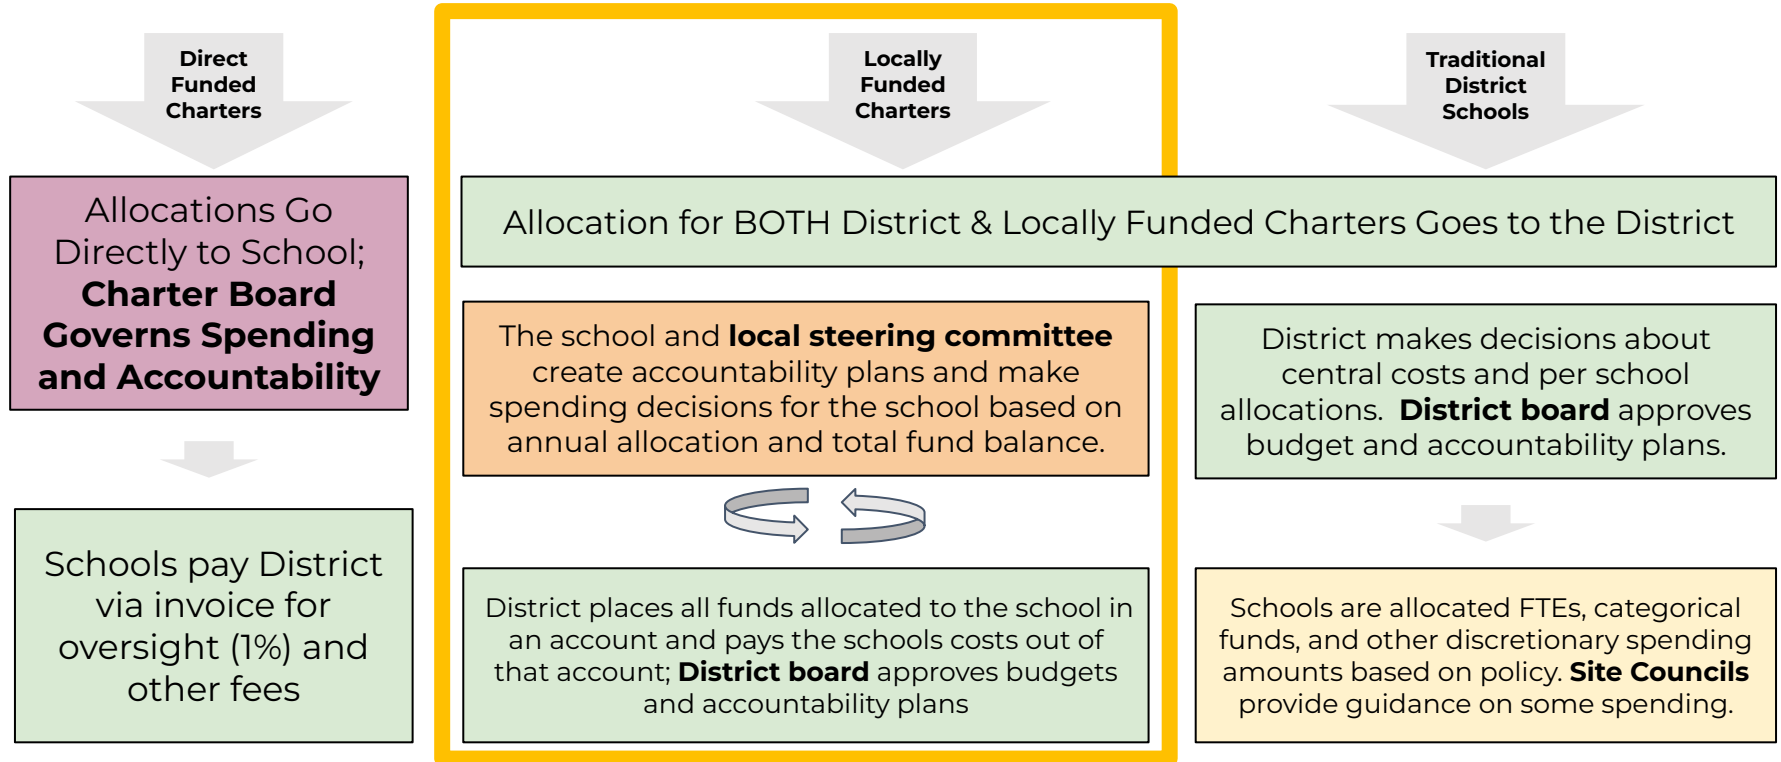 Direct
Funded
Charters
Allocations Go
Directly to School;
Charter Board
Governs Spending
and Accountability
Schools pay District
via invoice for
oversight (1%) and
other fees
Locally
Funded
Charters
Traditional
District
Schools
Allocation for BOTH District & Locally Funded Charters Goes to the District
The school and local steering committee
create accountability plans and make
spending decisions for the school based on
annual allocation and total fund balance.
District places all funds allocated to the school in
an account and pays the schools costs out of
that account; District board approves budgets
and accountability plans
District makes decisions about
central costs and per school
allocations. District board approves
budget and accountability plans.
Schools are allocated FTEs, categorical
funds, and other discretionary spending
amounts based on policy. Site Councils
provide guidance on some spending.